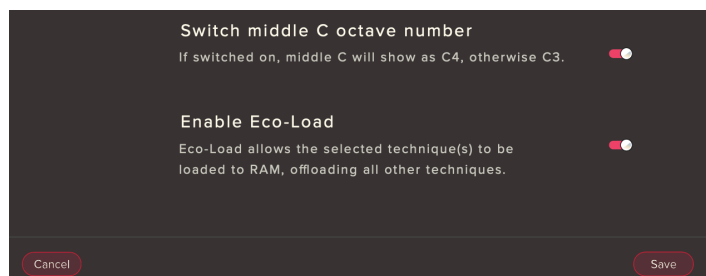 Switch middle C octave number
If switched on, middle C will show as C4, otherwise C3.
Enable Eco-Load
Eco-Load allows the selected technique(s) to be
loaded to RAM, offloading all other techniques.
Cancel
Save